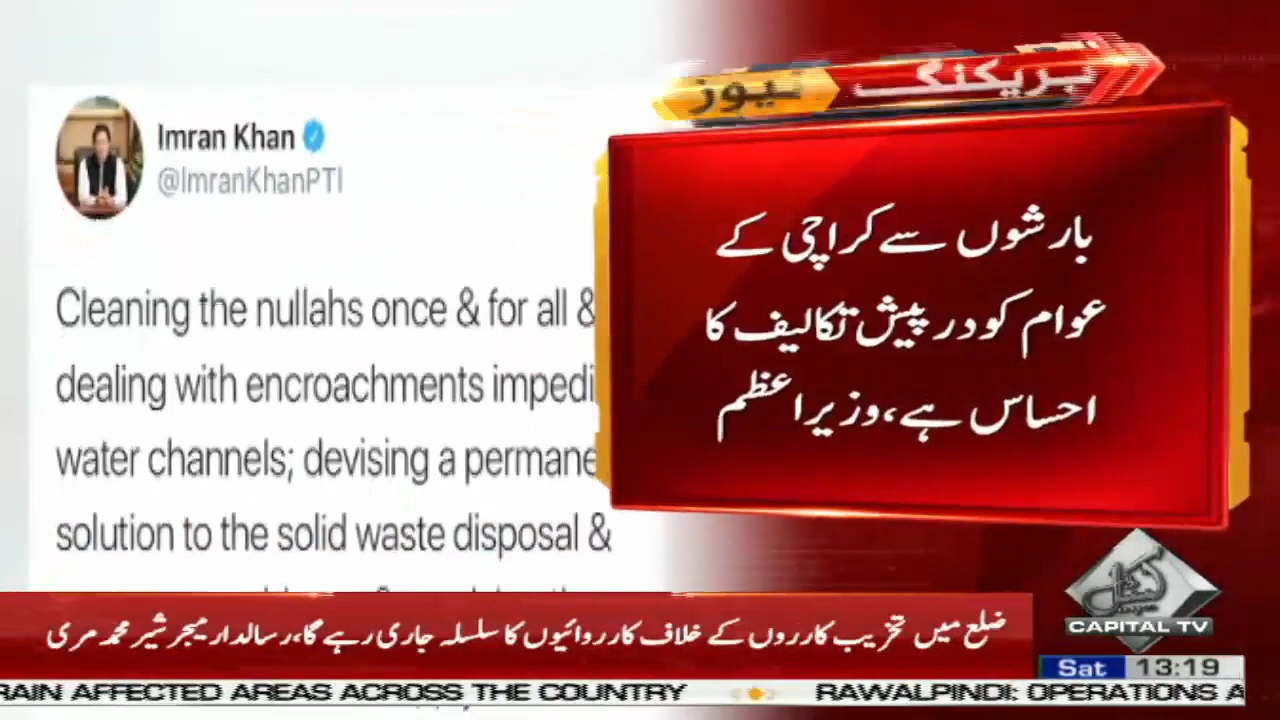 Imran Khan
@ImranKhanPTI
Cleaning the nullahs once & for all &
dealing with encroachments impedi
water channels; devising a permane
solution to the solid waste disposal &
بریکنگ نیوز
بارشوں سے کراچی کے
عوام کو درپیش تکالیف کا
احساس ہے، وزیراعظم
کیپیٹل
CAPITAL TV
ضلع میں تخریب کارروں کے خلاف کارروائیوں کا سلسلہ جاری رہے گا، رسالدار میجر شیر محمد مری
Sat 13:19
RAIN AFFECTED AREAS ACROSS THE COUNTRY RAWALPINDI: OPERATIONS A